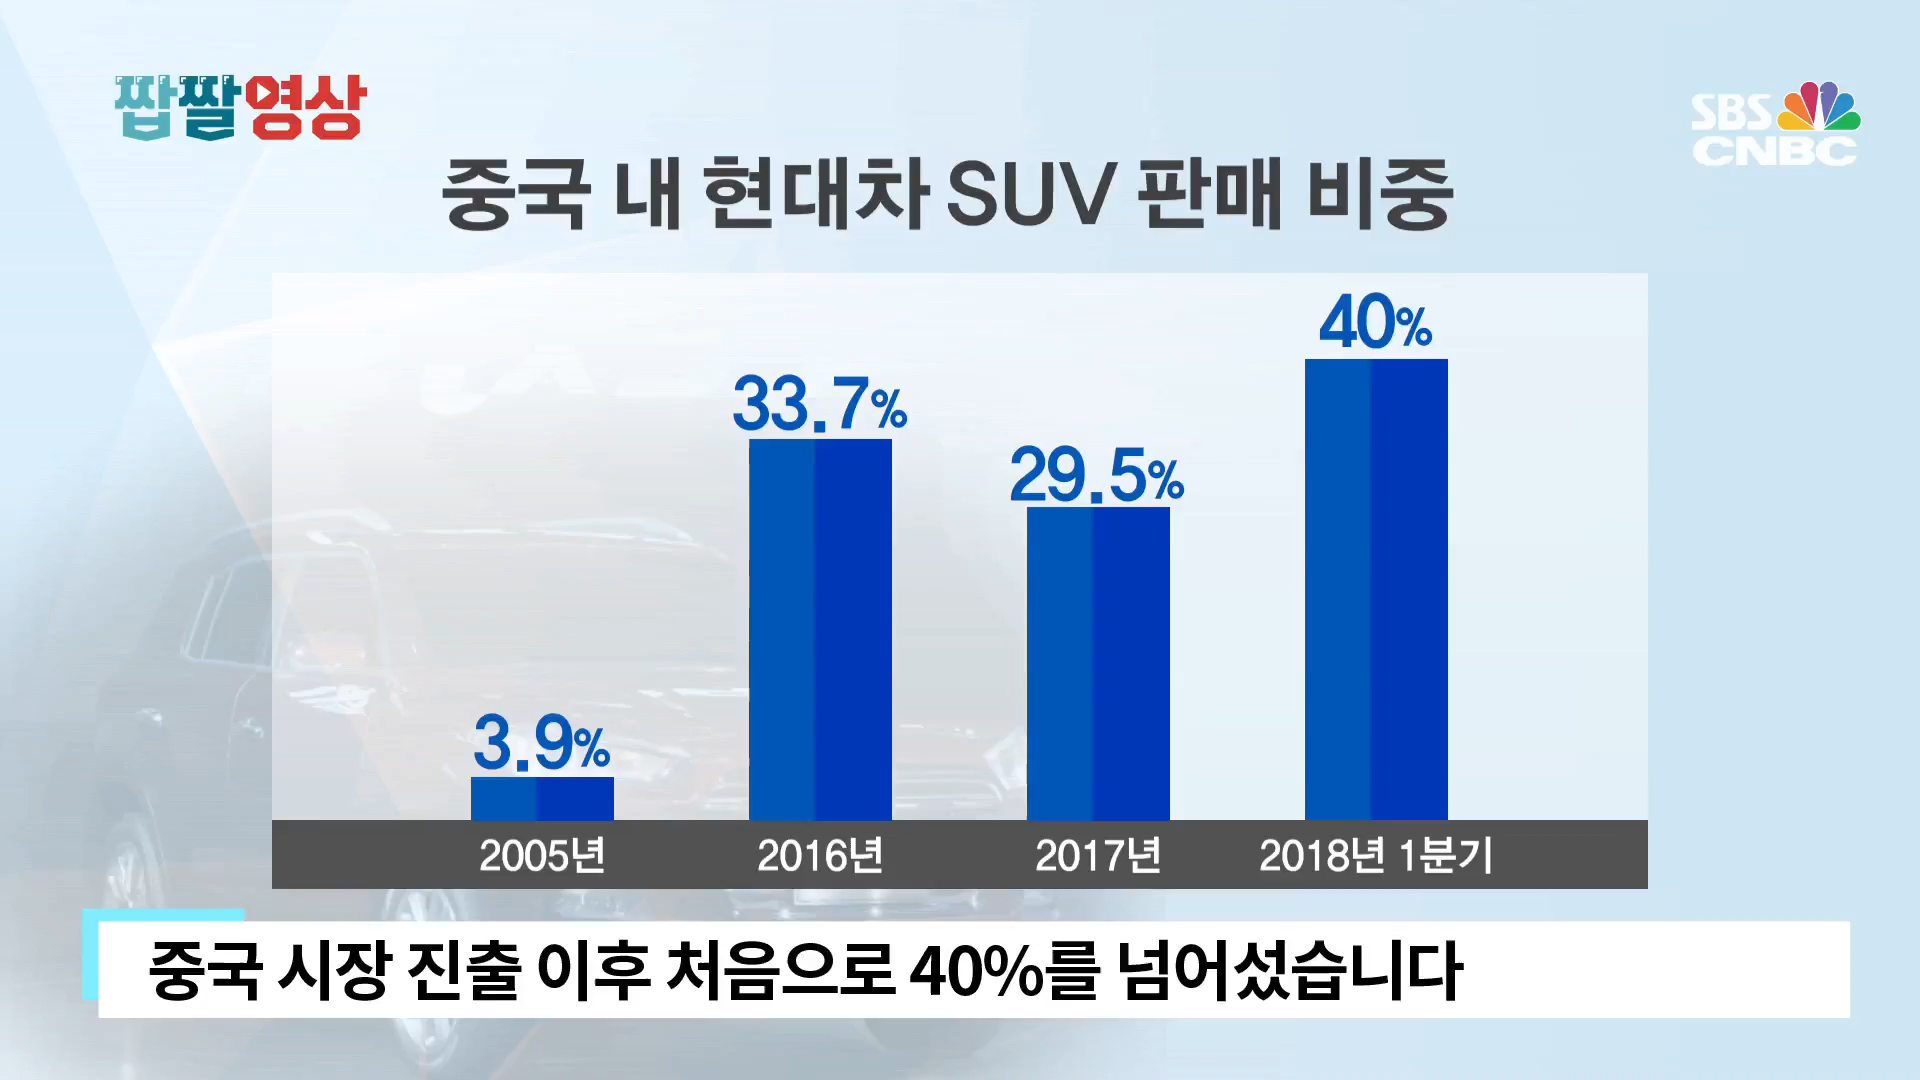 짭짤영상
SBS
CNBC
중국 내 현대차 SUV 판매 비중
3.9%
33.7%
29.5%
40%
2005년
2016년
2017년
2018년 1분기
중국 시장 진출 이후 처음으로 40%를 넘어섰습니다